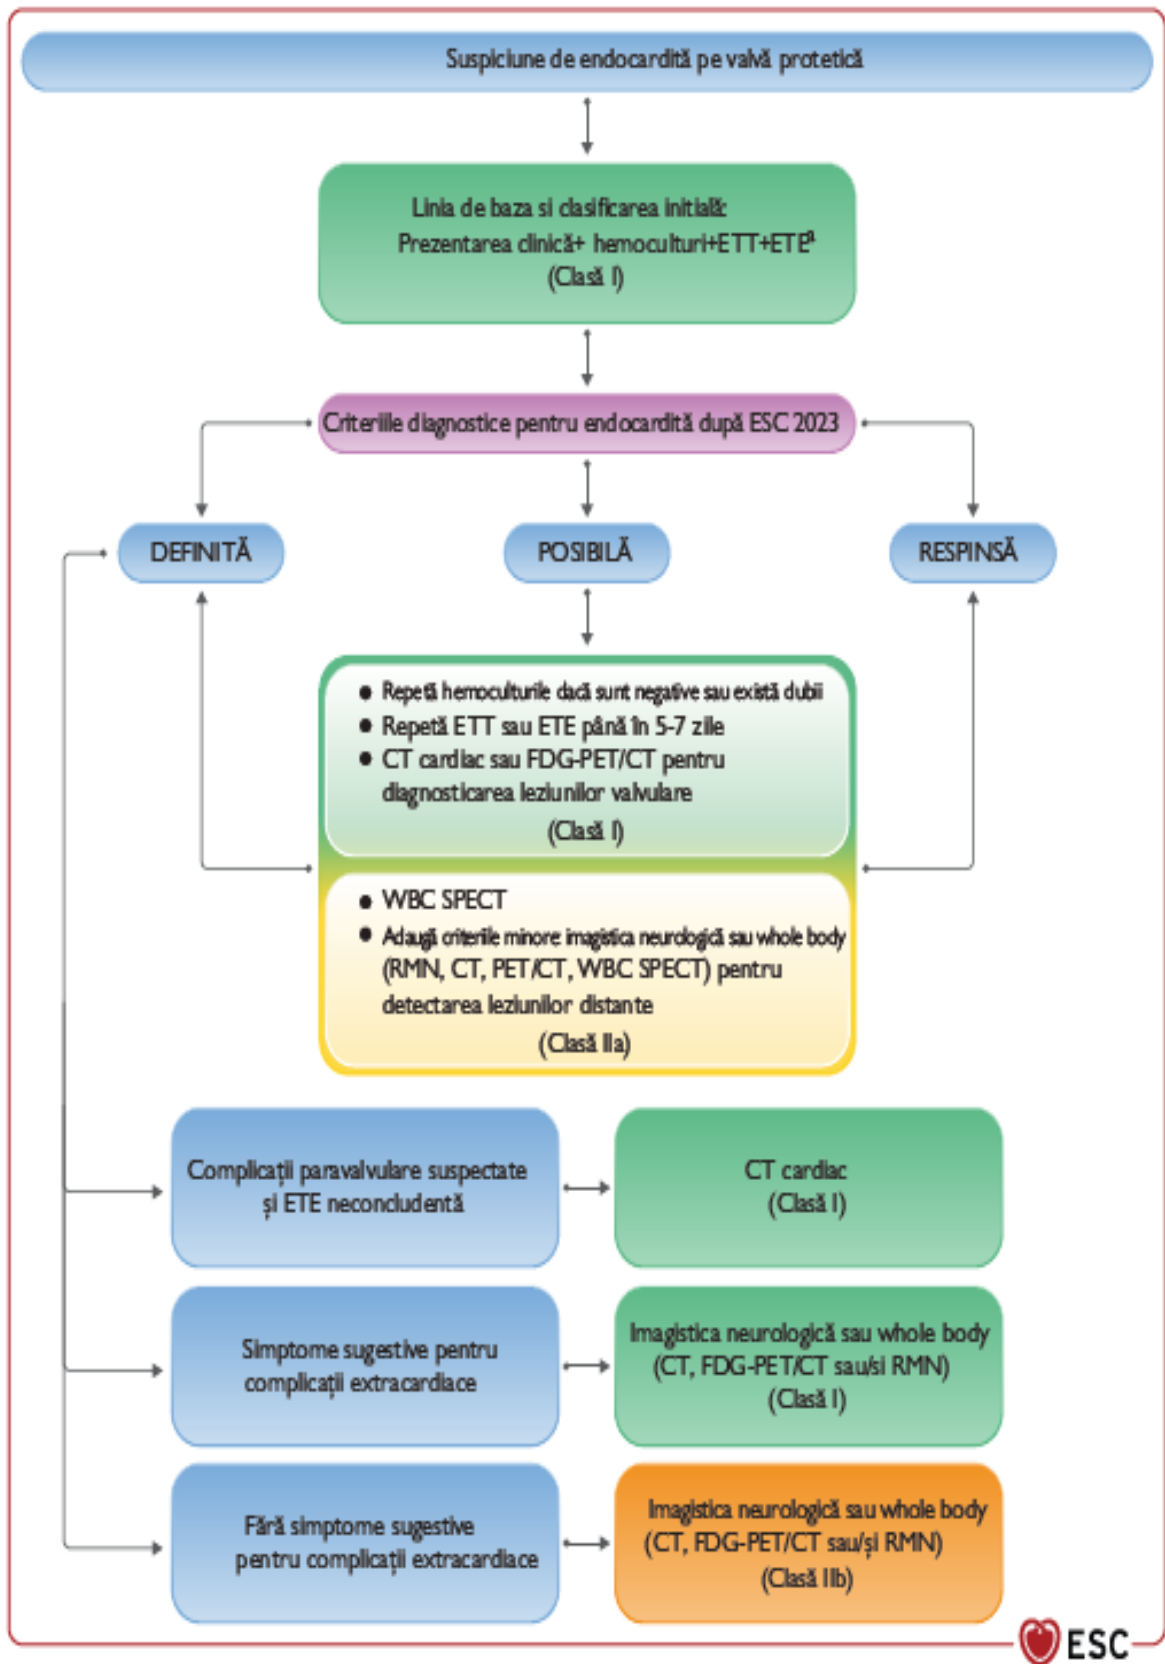 Suspiciune de endocardită pe valvă protetică
Linia de baza si clasificarea initială:
Prezentarea clinică+ hemoculturi+ETT+ETEª
(Clasă I)
Criteriile diagnostice pentru endocardită după ESC 2023
DEFINITĂ
POSIBILĂ
RESPINSĂ
● Repetă hemoculturile dacă sunt negative sau există dubii
● Repetă ETT sau ETE până în 5-7 zile
● CT cardiac sau FDG-PET/CT pentru
diagnosticarea leziunilor valvulare
(Clasă I)
● WBC SPECT
● Adaugă criteriile minore imagistica neurologică sau whole body
(RMN, CT, PET/CT, WBC SPECT) pentru
detectarea leziunilor distante
(Clasă IIa)
Complicații paravalvulare suspectate
și ETE neconcludentă
CT cardiac
(Clasă I)
Simptome sugestive pentru
complicații extracardiace
Imagistica neurologică sau whole body
(CT, FDG-PET/CT sau/si RMN)
(Clasă I)
Fără simptome sugestive
pentru complicații extracardiace
Imagistica neurologică sau whole body
(CT, FDG-PET/CT sau/și RMN)
(Clasă IIb)
ESC